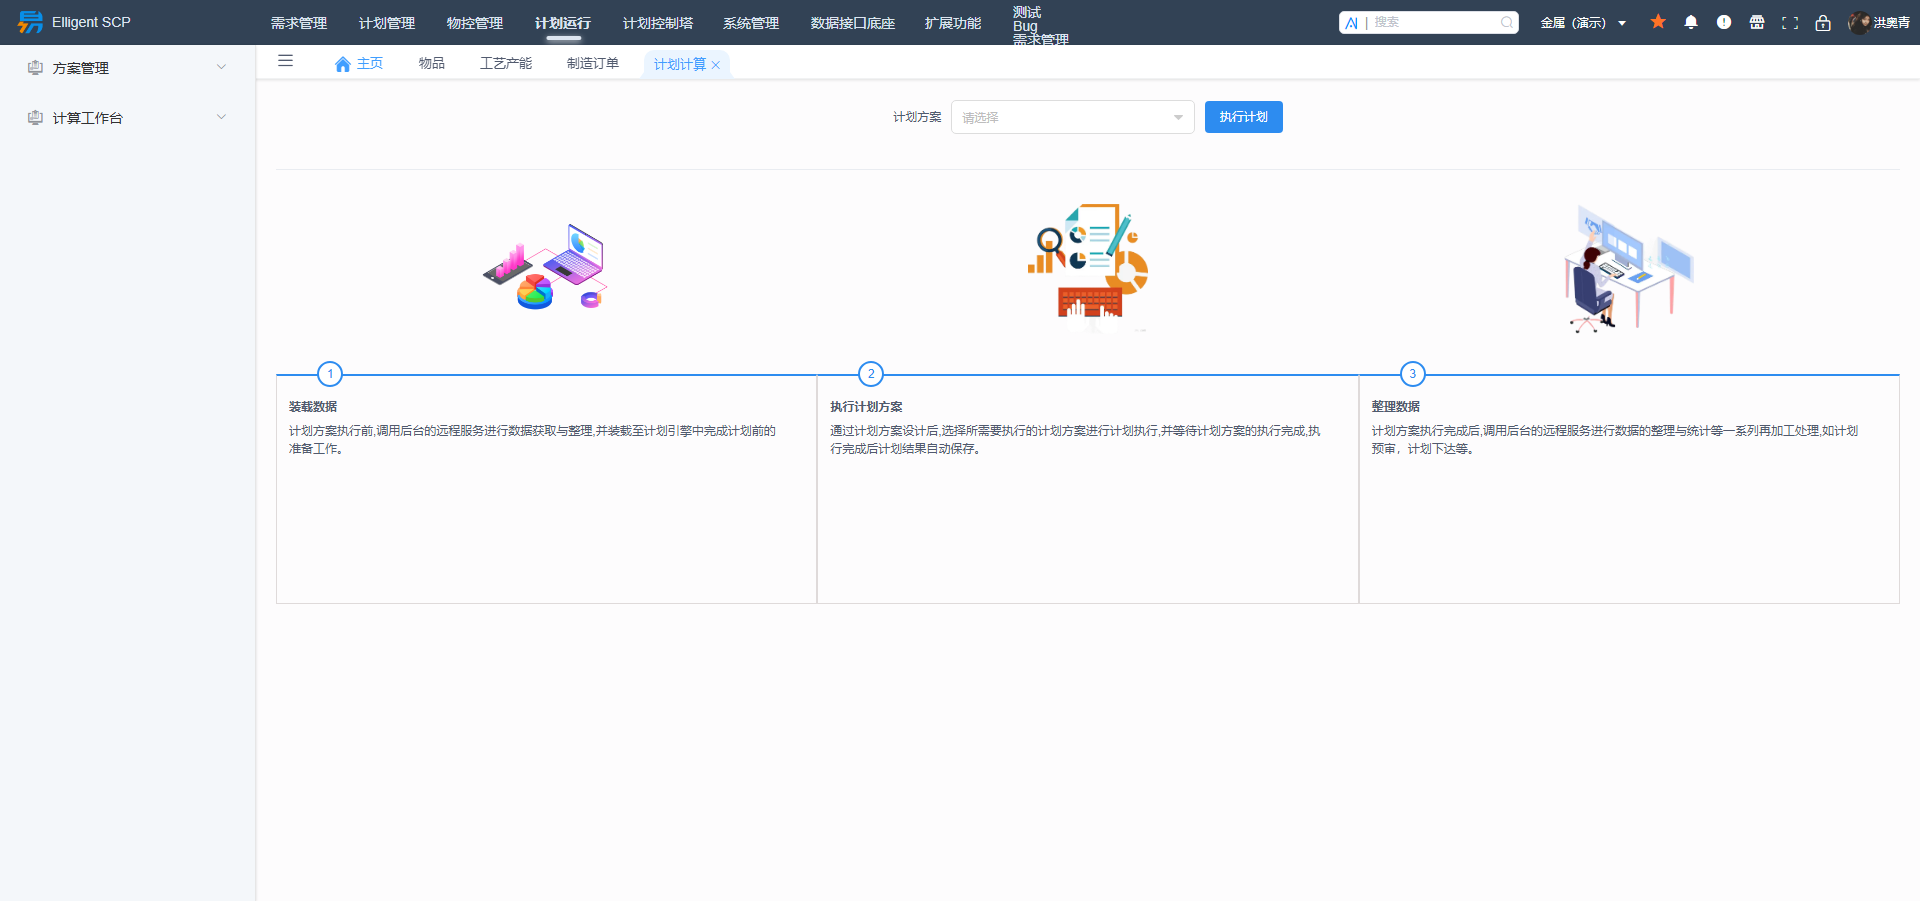 Elligent SCP
需求管理
计划管理
物控管理
计划运行
计划控制塔
系统管理
数据接口底座
扩展功能
测试
Bug
需求管理
AI | 搜索
金属（演示）
洪奥青
方案管理
计算工作台
主页
物品
工艺产能
制造订单
计划计算
计划方案
请选择
执行计划
1
装载数据
计划方案执行前,调用后台的远程服务进行数据获取与整理,并装载至计划引擎中完成计划前的
准备工作。
2
执行计划方案
通过计划方案设计后,选择所需要执行的计划方案进行计划执行,并等待计划方案的执行完成,执
行完成后计划结果自动保存。
3
整理数据
计划方案执行完成后,调用后台的远程服务进行数据的整理与统计等一系列再加工处理,如计划
预审，计划下达等。